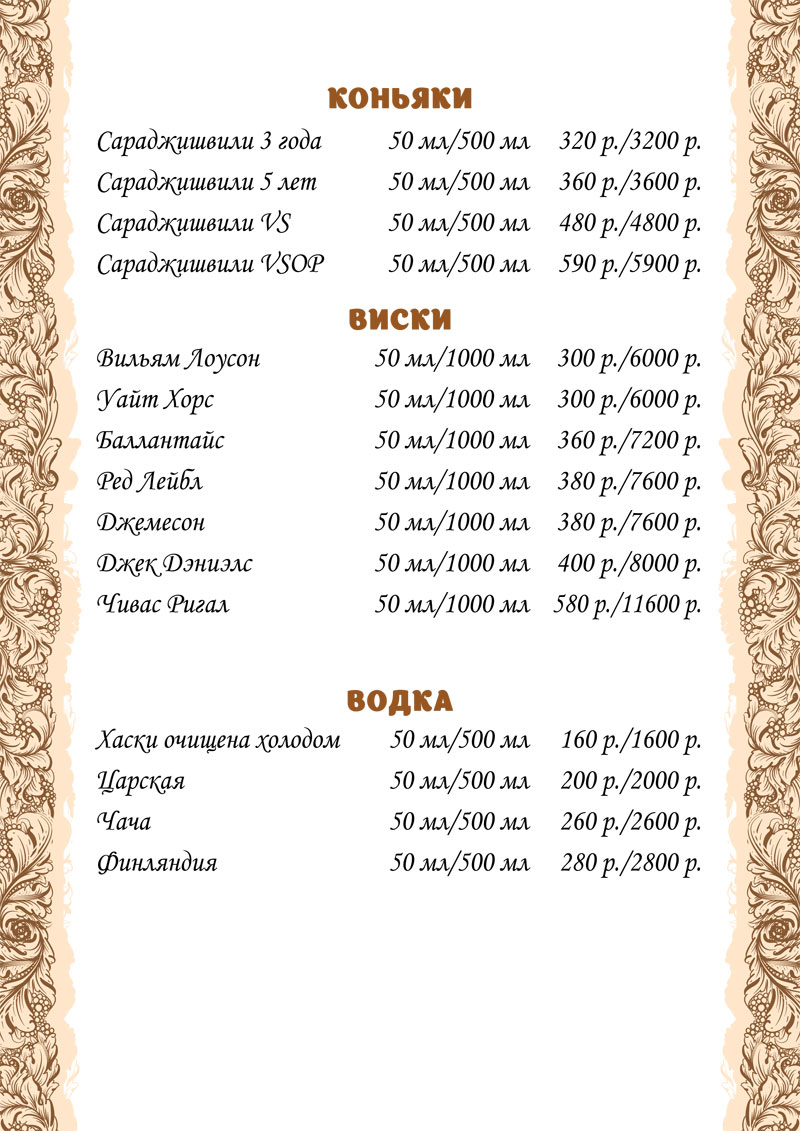 КОНЬЯКИ
Сараджишвили 3 года 50 мл/500 мл 320 р./3200 р.
Сараджишвили 5 лет 50 мл/500 мл 360 р./3600 р.
Сараджишвили VS 50 мл/500 мл 480 р./4800 р.
Сараджишвили VSOP 50 мл/500 мл 590 р./5900 р.
ВИСКИ
Вильям Лоусон 50 мл/1000 мл 300 р./6000 р.
Уайт Хорс 50 мл/1000 мл 300 р./6000 р.
Баллантайс 50 мл/1000 мл 360 р./7200 р.
Ред Лейбл 50 мл/1000 мл 380 р./7600 р.
Джемесон 50 мл/1000 мл 380 р./7600 р.
Джек Дэниэлс 50 мл/1000 мл 400 р./8000 р.
Чивас Ригал 50 мл/1000 мл 580 р./11600 р.
ВОДКА
Хаски очищена холодом 50 мл/500 мл 160 р./1600 р.
Царская 50 мл/500 мл 200 р./2000 р.
Чача 50 мл/500 мл 260 р./2600 р.
Финляндия 50 мл/500 мл 280 р./2800 р.